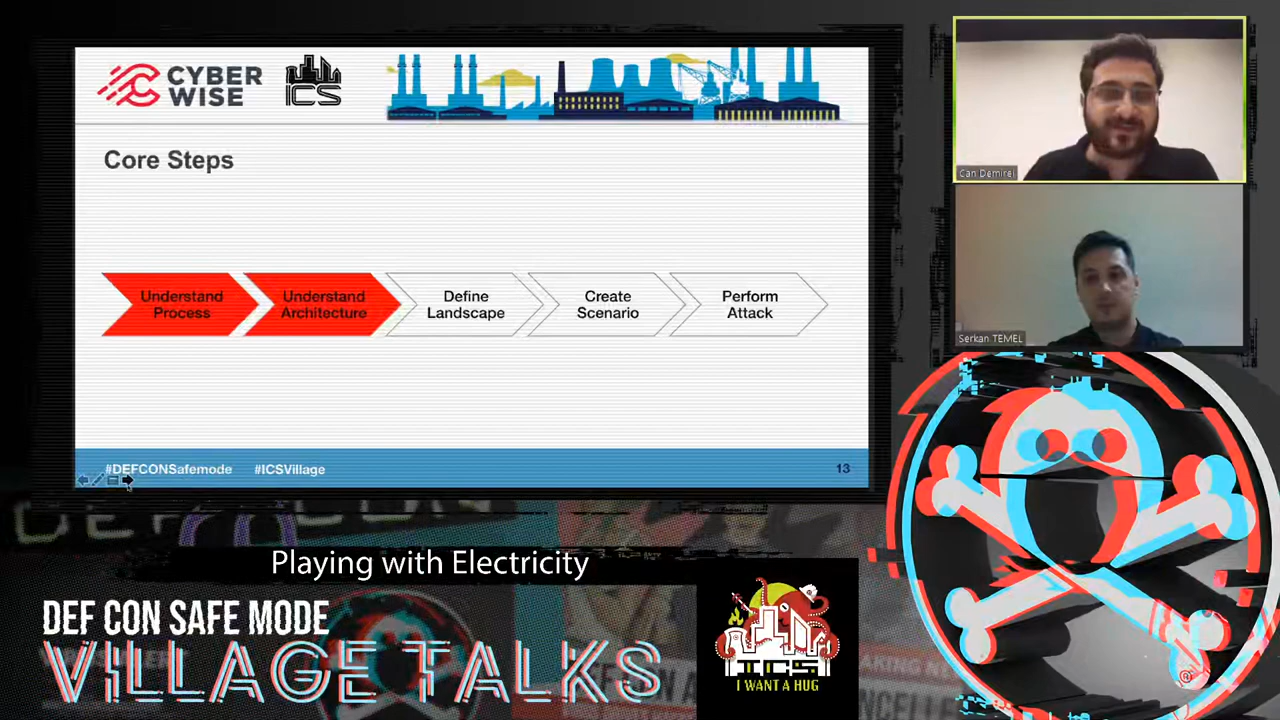 CYBER
WISE
ICS
Core Steps
Understand
Process
Understand
Architecture
Define
Landscape
Create
Scenario
Perform
Attack
#DEFCONSafemode #ICSVillage
13
Can Demirel
Serkan TEMEL
Playing with Electricity
DEF CON SAFE MODE
VILLAGE TALKS
ICS
I WANT A HUG